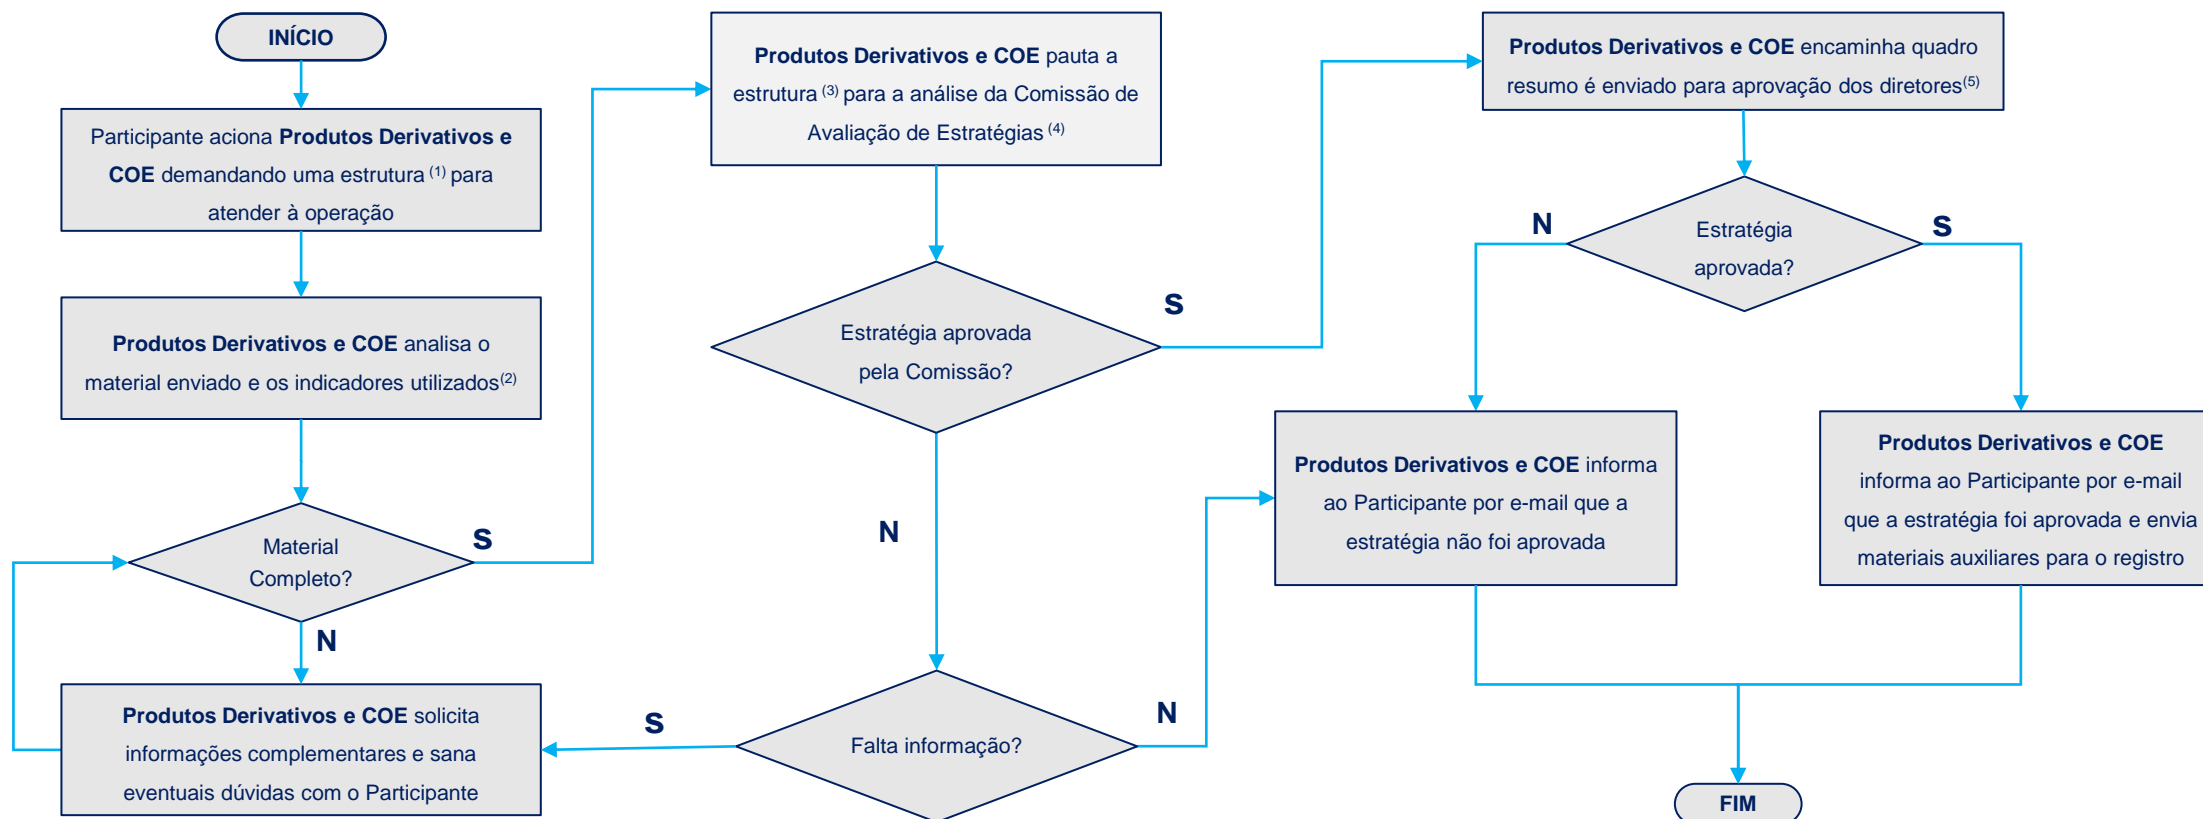 INÍCIO
Participante aciona Produtos Derivativos e
COE demandando uma estrutura (1) para
atender à operação
Produtos Derivativos e COE analisa o
material enviado e os indicadores utilizados(2)
Material
Completo?
S
N
Produtos Derivativos e COE solicita
informações complementares e sana
eventuais dúvidas com o Participante
Produtos Derivativos e COE pauta a
estrutura (3) para a análise da Comissão de
Avaliação de Estratégias (4)
Estratégia aprovada
pela Comissão?
S
N
Falta informação?
S
N
Produtos Derivativos e COE encaminha quadro
resumo é enviado para aprovação dos diretores(5)
Estratégia
aprovada?
N
S
Produtos Derivativos e COE informa
ao Participante por e-mail que a
estratégia não foi aprovada
Produtos Derivativos e COE
informa ao Participante por e-mail
que a estratégia foi aprovada e envia
materiais auxiliares para o registro
FIM